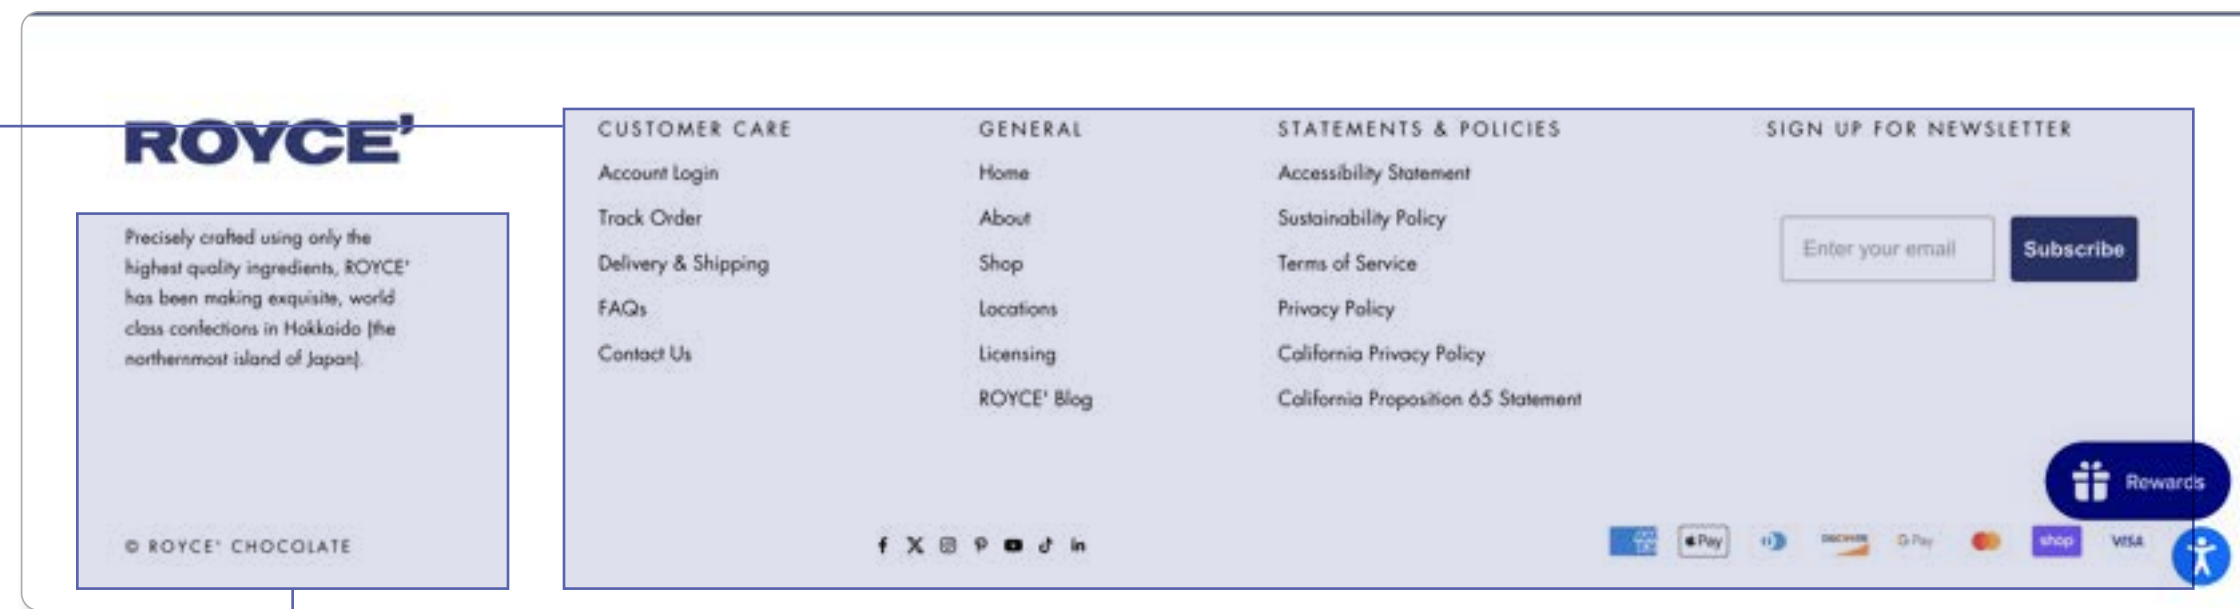 ROYCE'
Precisely crafted using only the
highest quality ingredients, ROYCE'
has been making exquisite, world
class confections in Hokkaido (the
northernmost island of Japan).
© ROYCE' CHOCOLATE
CUSTOMER CARE
Account Login
Track Order
Delivery & Shipping
FAQs
Contact Us
GENERAL
Home
About
Shop
Locations
Licensing
ROYCE' Blog
STATEMENTS & POLICIES
Accessibility Statement
Sustainability Policy
Terms of Service
Privacy Policy
California Privacy Policy
California Proposition 65 Statement
SIGN UP FOR NEWSLETTER
Enter your email
Subscribe
Rewards
Pay
DISCOVER
G Pay
shop
VISA